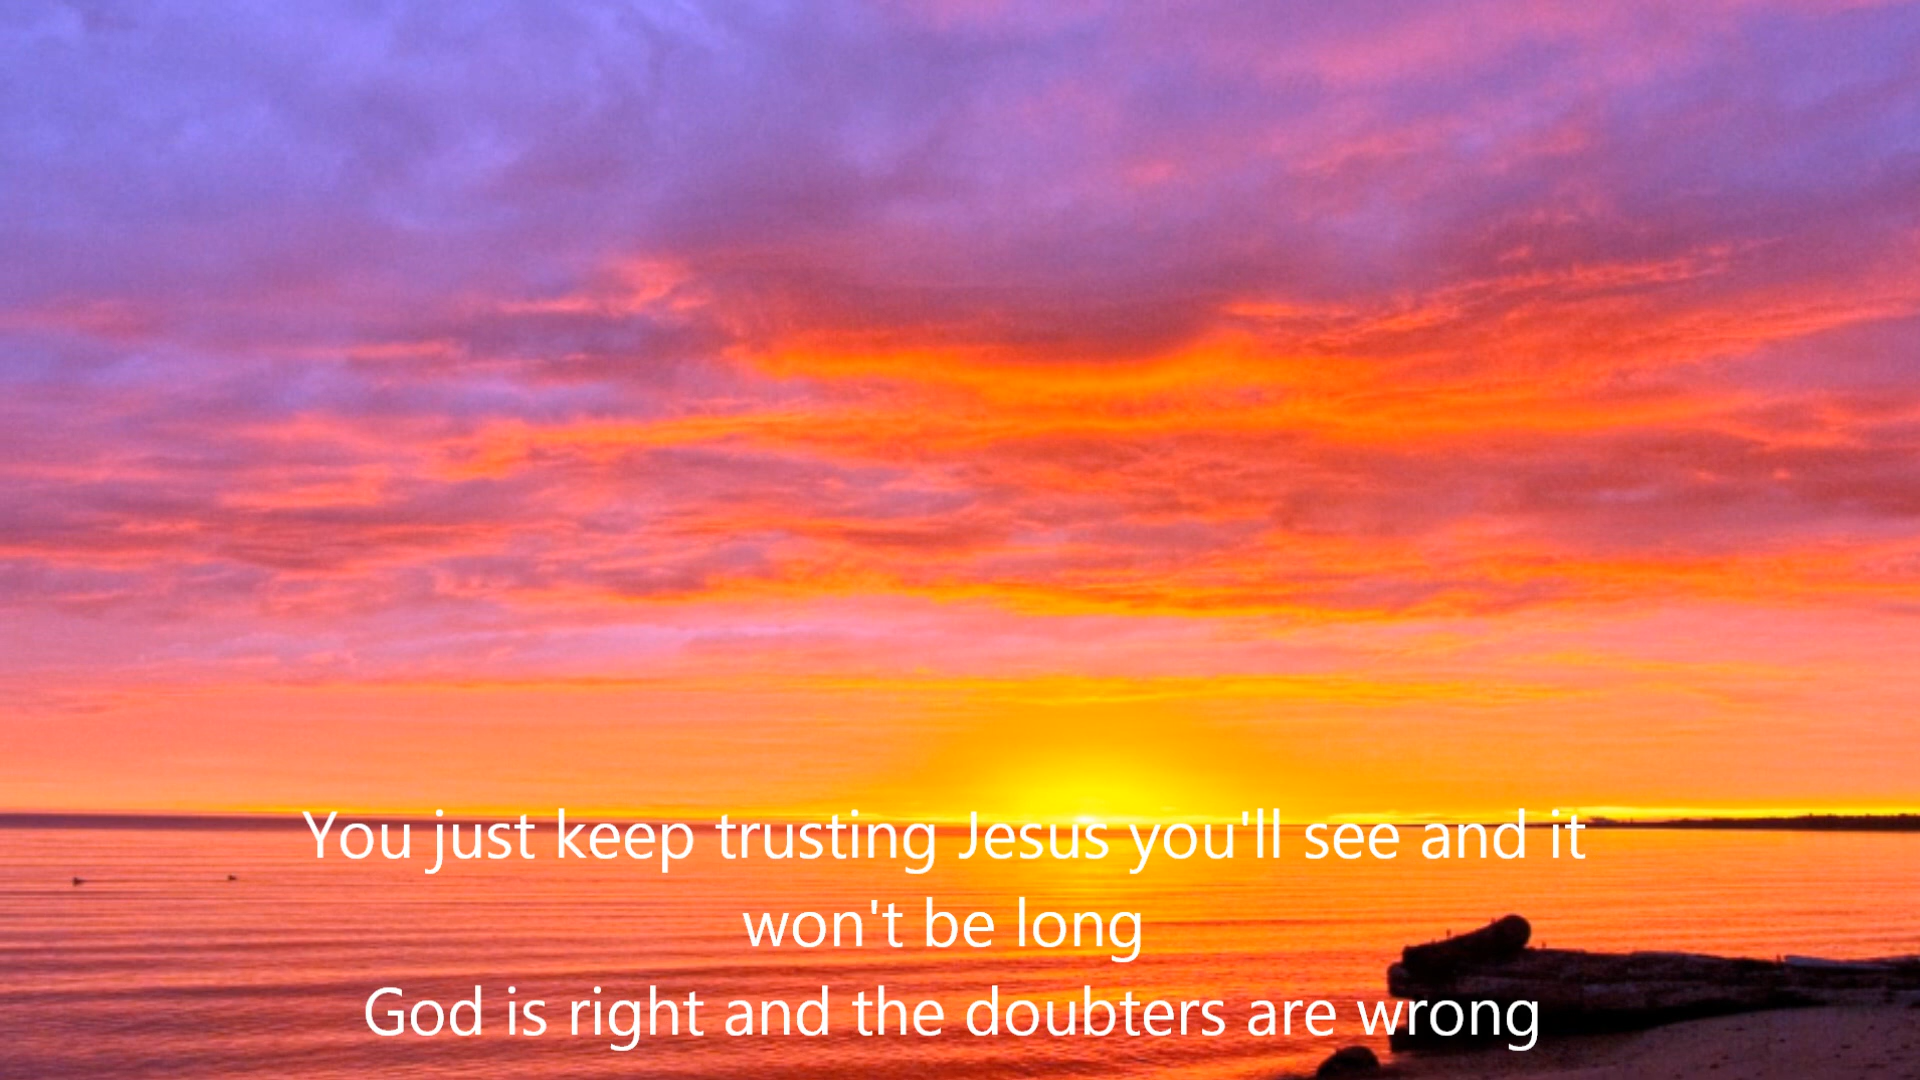 You just keep trusting Jesus you'll see and it
won't be long
God is right and the doubters are wrong